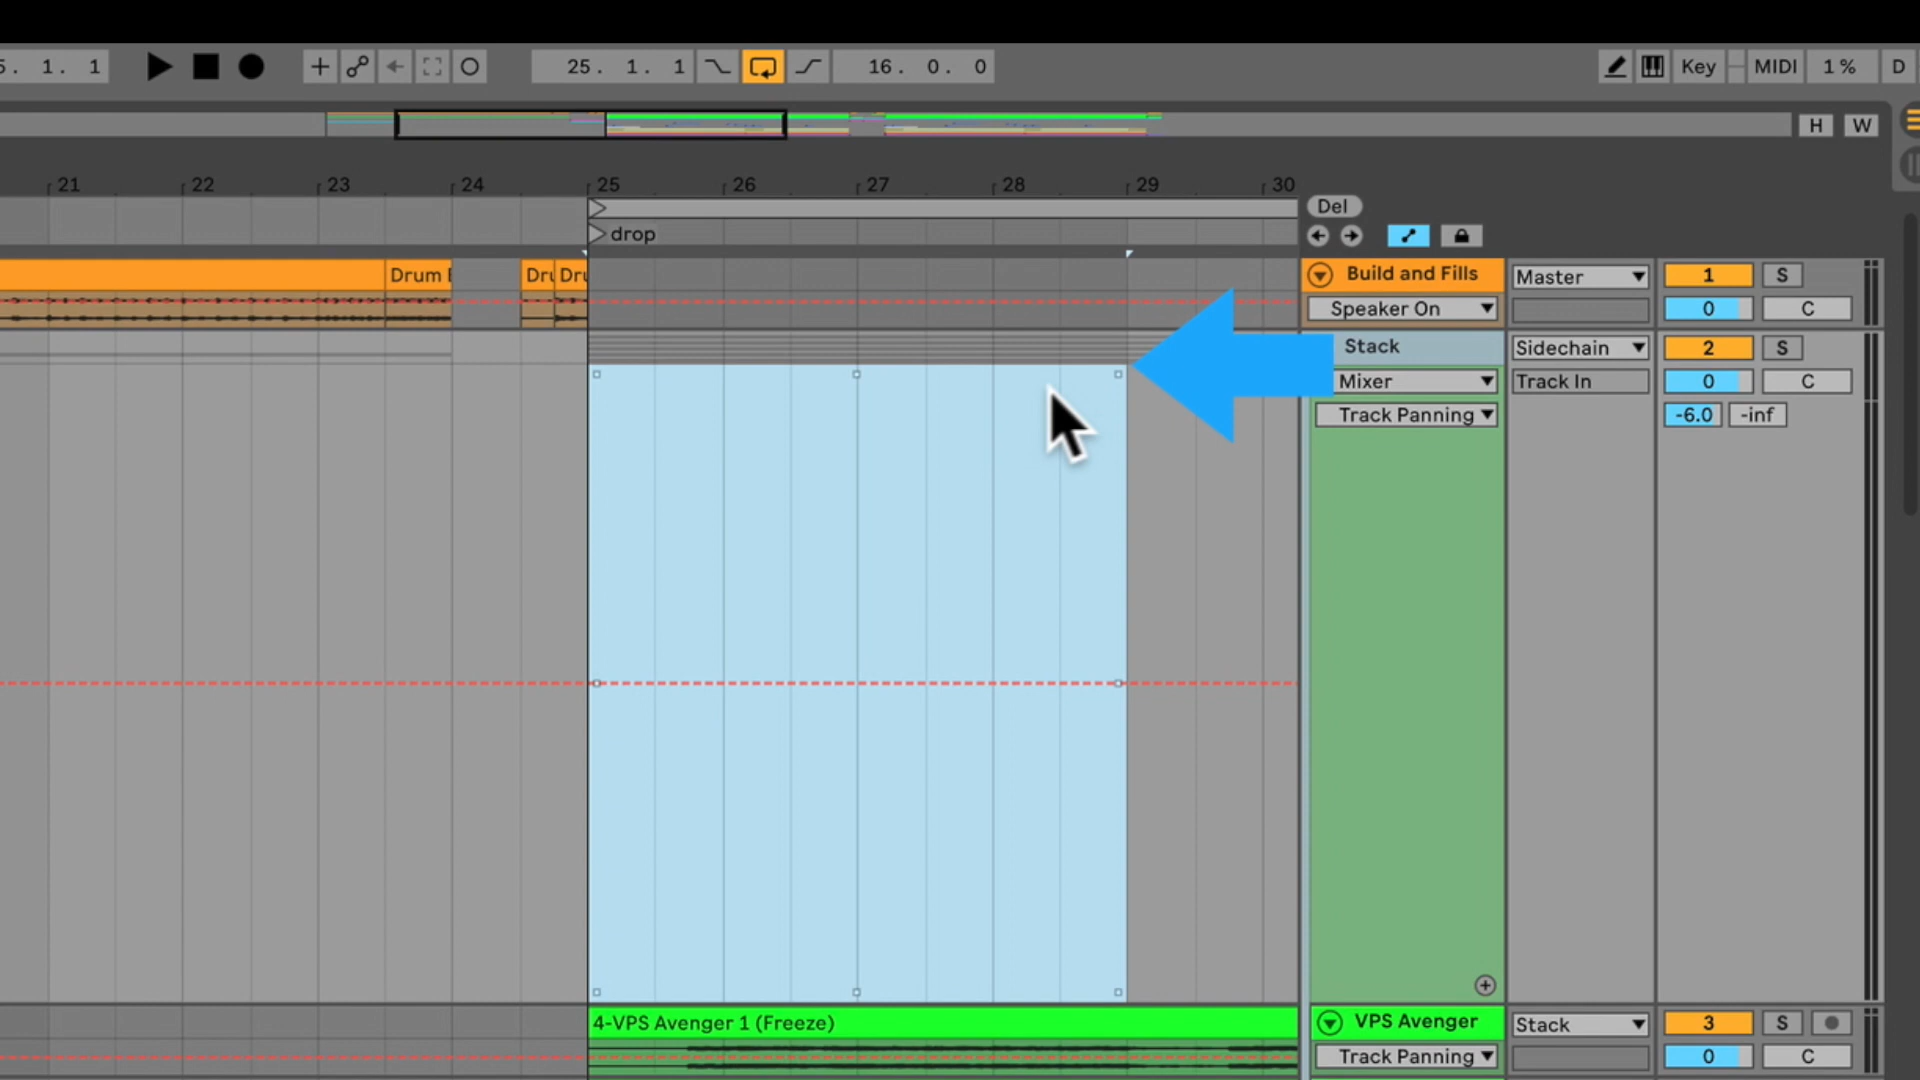 5. 1. 1
25. 1. 1
16. 0. 0
Key
MIDI
1 %
D
H
W
21
22
23
24
25
26
27
28
29
30
Del
drop
Drum
Dru
Dru
Build and Fills
Master
1
S
Speaker On
0
C
Stack
Sidechain
2
S
Mixer
Track In
0
C
Track Panning
-6.0
-inf
4-VPS Avenger 1 (Freeze)
VPS Avenger
Stack
3
S
Track Panning
0
C